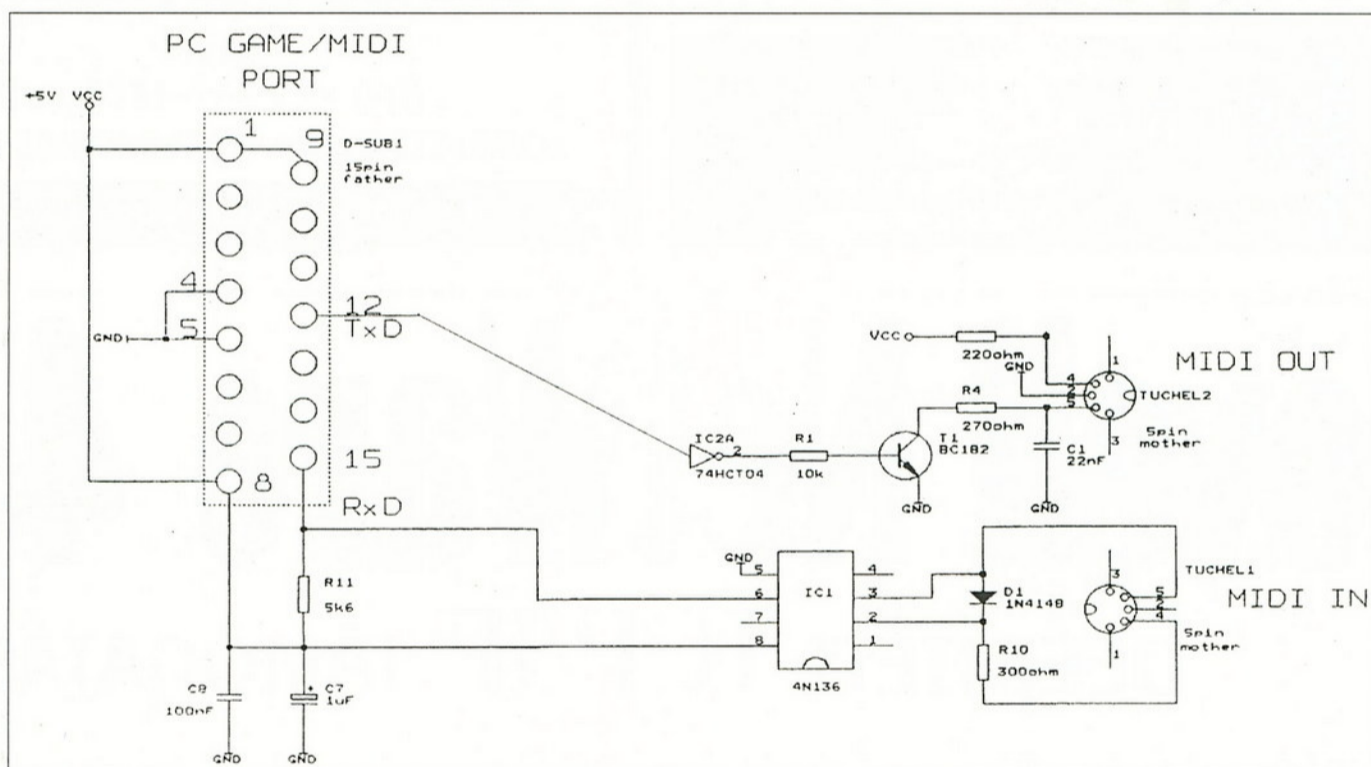 PC GAME/MIDI
PORT
+5V VCC
1
9
D-SUB1
15pin
father
4
5
GND
12
TxD
8
15
RxD
R11
5k6
C8
100nF
C7
+
1uF
GND
GND
IC2A
2
74HCT04
R1
10k
T1
BC182
GND
VCC
220ohm
GND
R4
270ohm
C1
22nF
GND
1
4
2
5
3
TUCHEL2
5pin
mother
MIDI OUT
GND
5
6
7
8
IC1
4
3
2
1
4N136
D1
1N4148
R10
300ohm
3
5
2
4
1
TUCHEL1
5pin
mother
MIDI IN